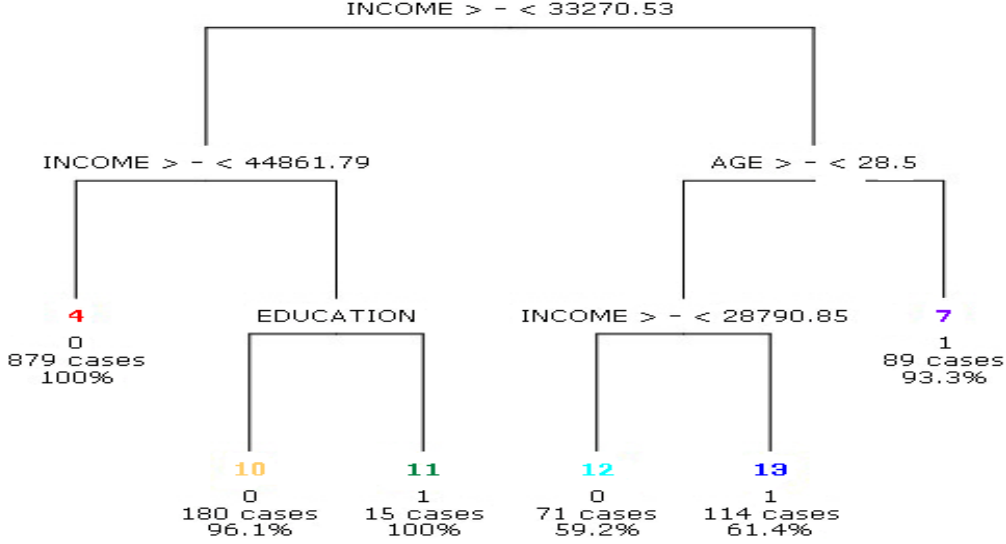 INCOME > - < 33270.53
INCOME > - < 44861.79
AGE > - < 28.5
4
0
879 cases
100%
EDUCATION
INCOME > - < 28790.85
7
1
89 cases
93.3%
10
0
180 cases
96.1%
11
1
15 cases
100%
12
0
71 cases
59.2%
13
1
114 cases
61.4%